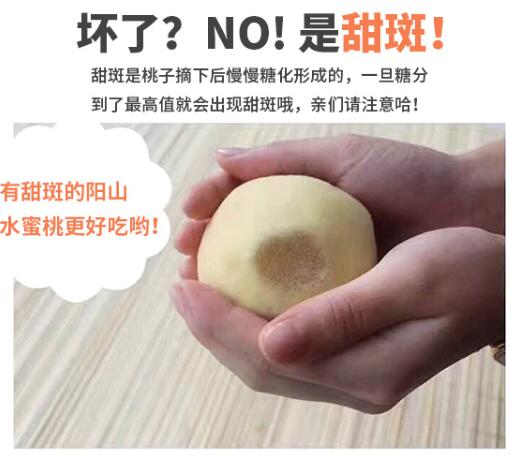 坏了？NO! 是甜斑！
甜斑是桃子摘下后慢慢糖化形成的，一旦糖分
到了最高值就会出现甜斑哦，亲们请注意哈！
有甜斑的阳山
水蜜桃更好吃哟！